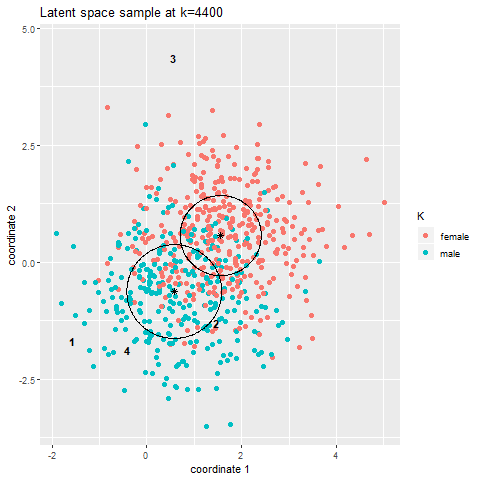 Latent space sample at k=4400
5.0
3
2.5
K
female
male
coordinate 2
0.0
2
1
4
-2.5
-2
0
2
4
coordinate 1